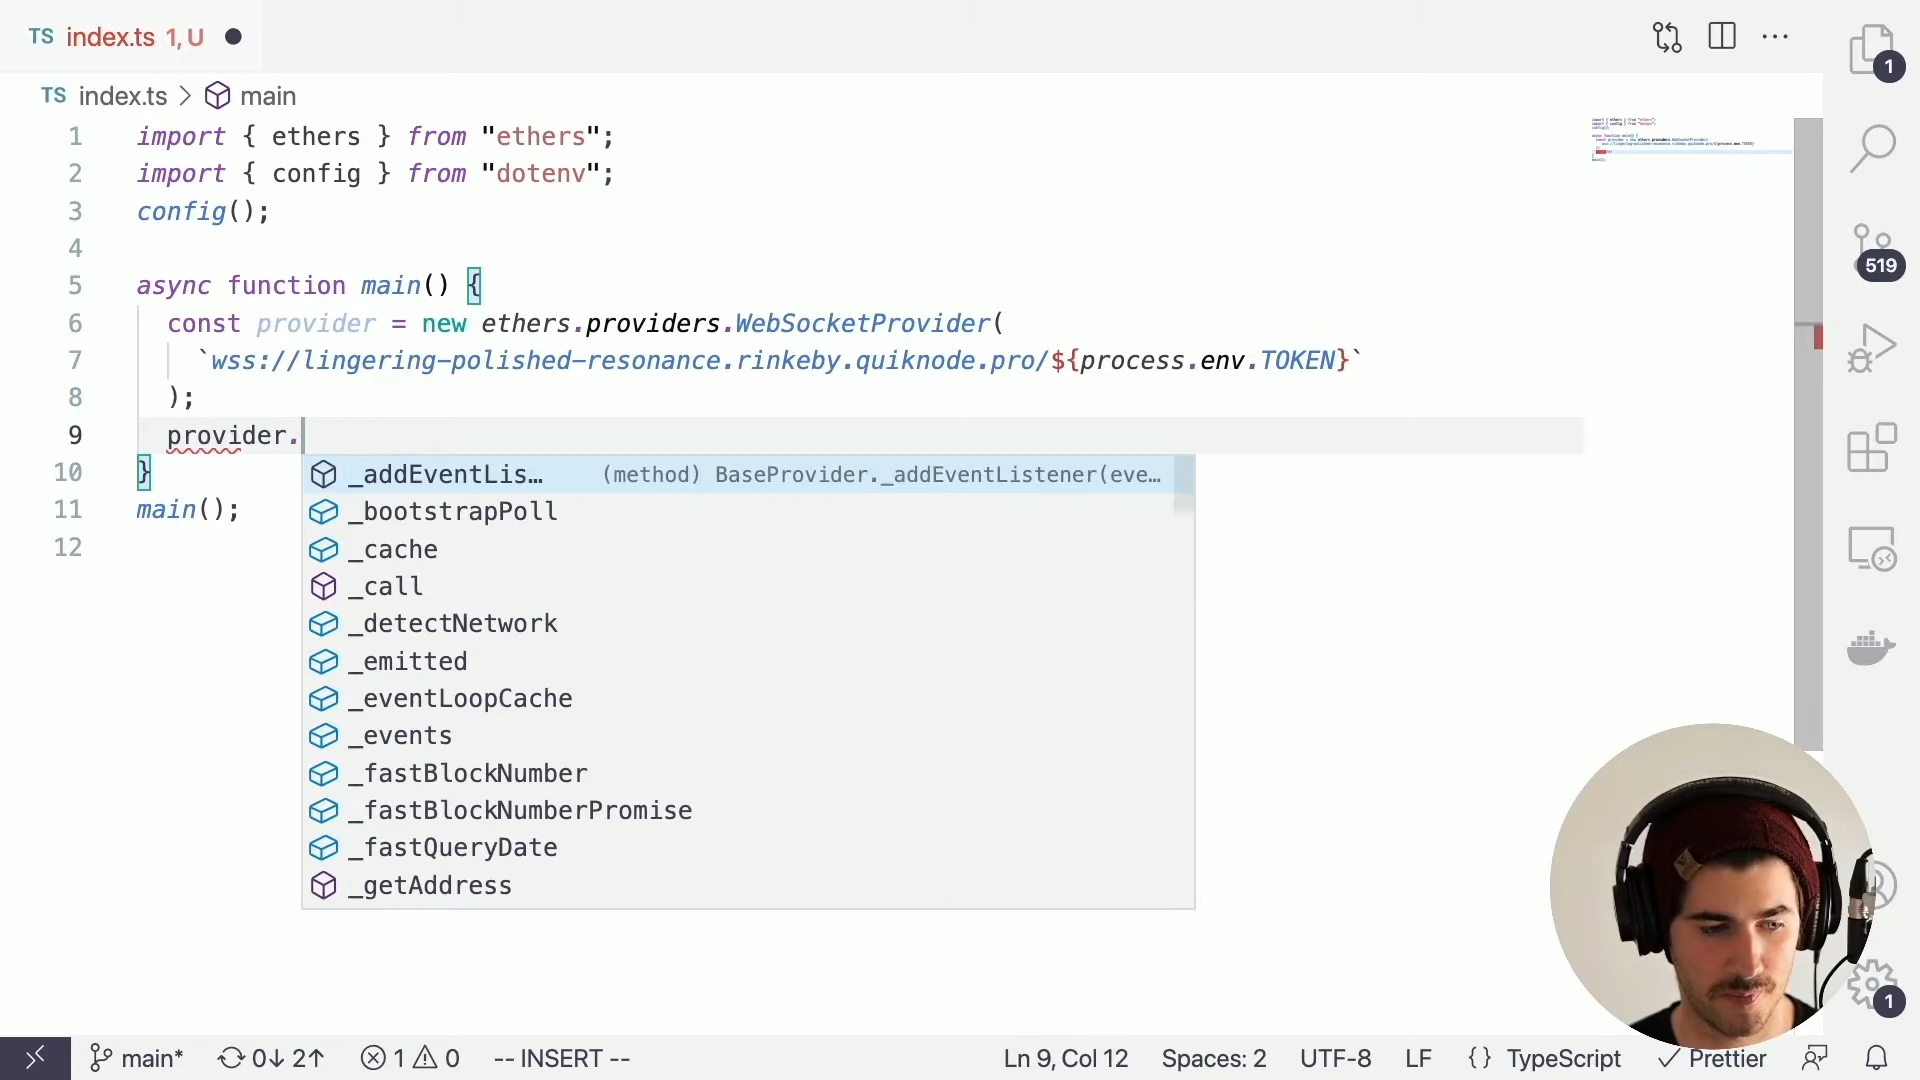 TS index.ts 1, U
1
TS index.ts > main
1 import { ethers } from "ethers";
2 import { config } from "dotenv";
3 config();
4
519
5 async function main() {
6 const provider = new ethers.providers.WebSocketProvider(
7 `wss://lingering-polished-resonance.rinkeby.quiknode.pro/${process.env.TOKEN}`
8 );
9 provider.
10 }
11 main();
12
_addEventLis… (method) BaseProvider._addEventListener(eve…
_bootstrapPoll
_cache
_call
_detectNetwork
_emitted
_eventLoopCache
_events
_fastBlockNumber
_fastBlockNumberPromise
_fastQueryDate
_getAddress
1
main* 0↓ 2↑ 1 0 -- INSERT -- Ln 9, Col 12 Spaces: 2 UTF-8 LF {} TypeScript ✓ Prettier